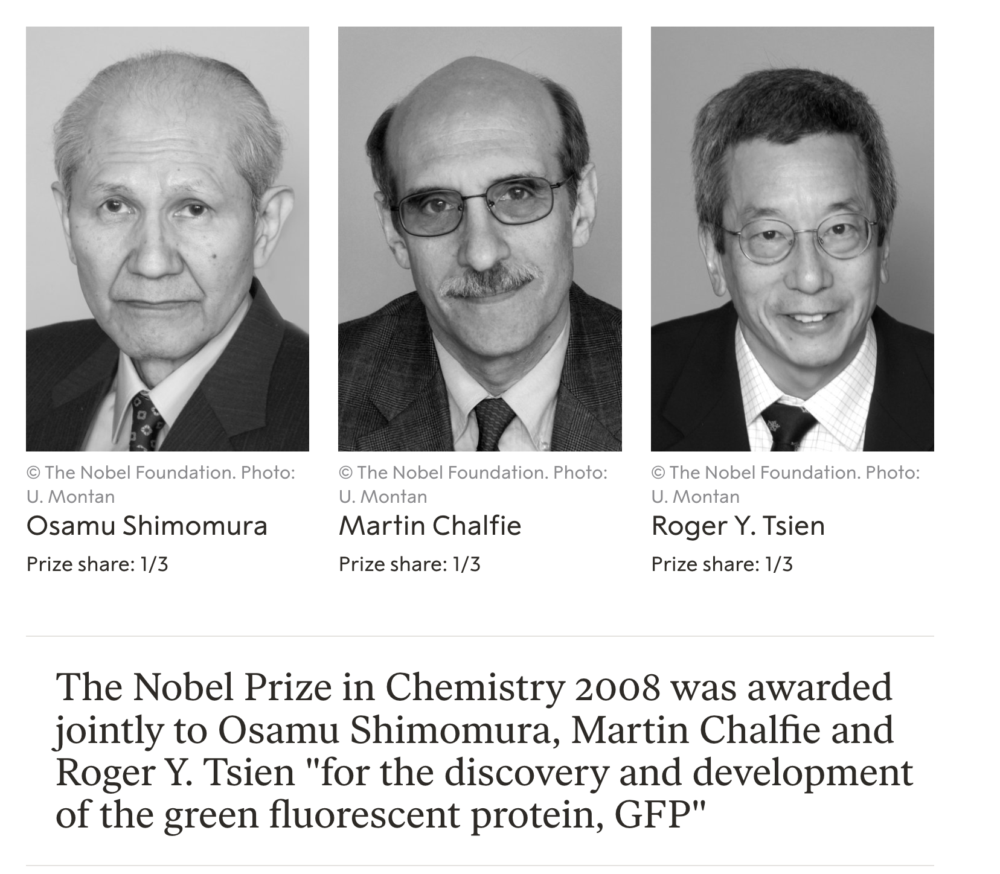 © The Nobel Foundation. Photo:
U. Montan
Osamu Shimomura
Prize share: 1/3
© The Nobel Foundation. Photo:
U. Montan
Martin Chalfie
Prize share: 1/3
© The Nobel Foundation. Photo:
U. Montan
Roger Y. Tsien
Prize share: 1/3
The Nobel Prize in Chemistry 2008 was awarded
jointly to Osamu Shimomura, Martin Chalfie and
Roger Y. Tsien "for the discovery and development
of the green fluorescent protein, GFP"